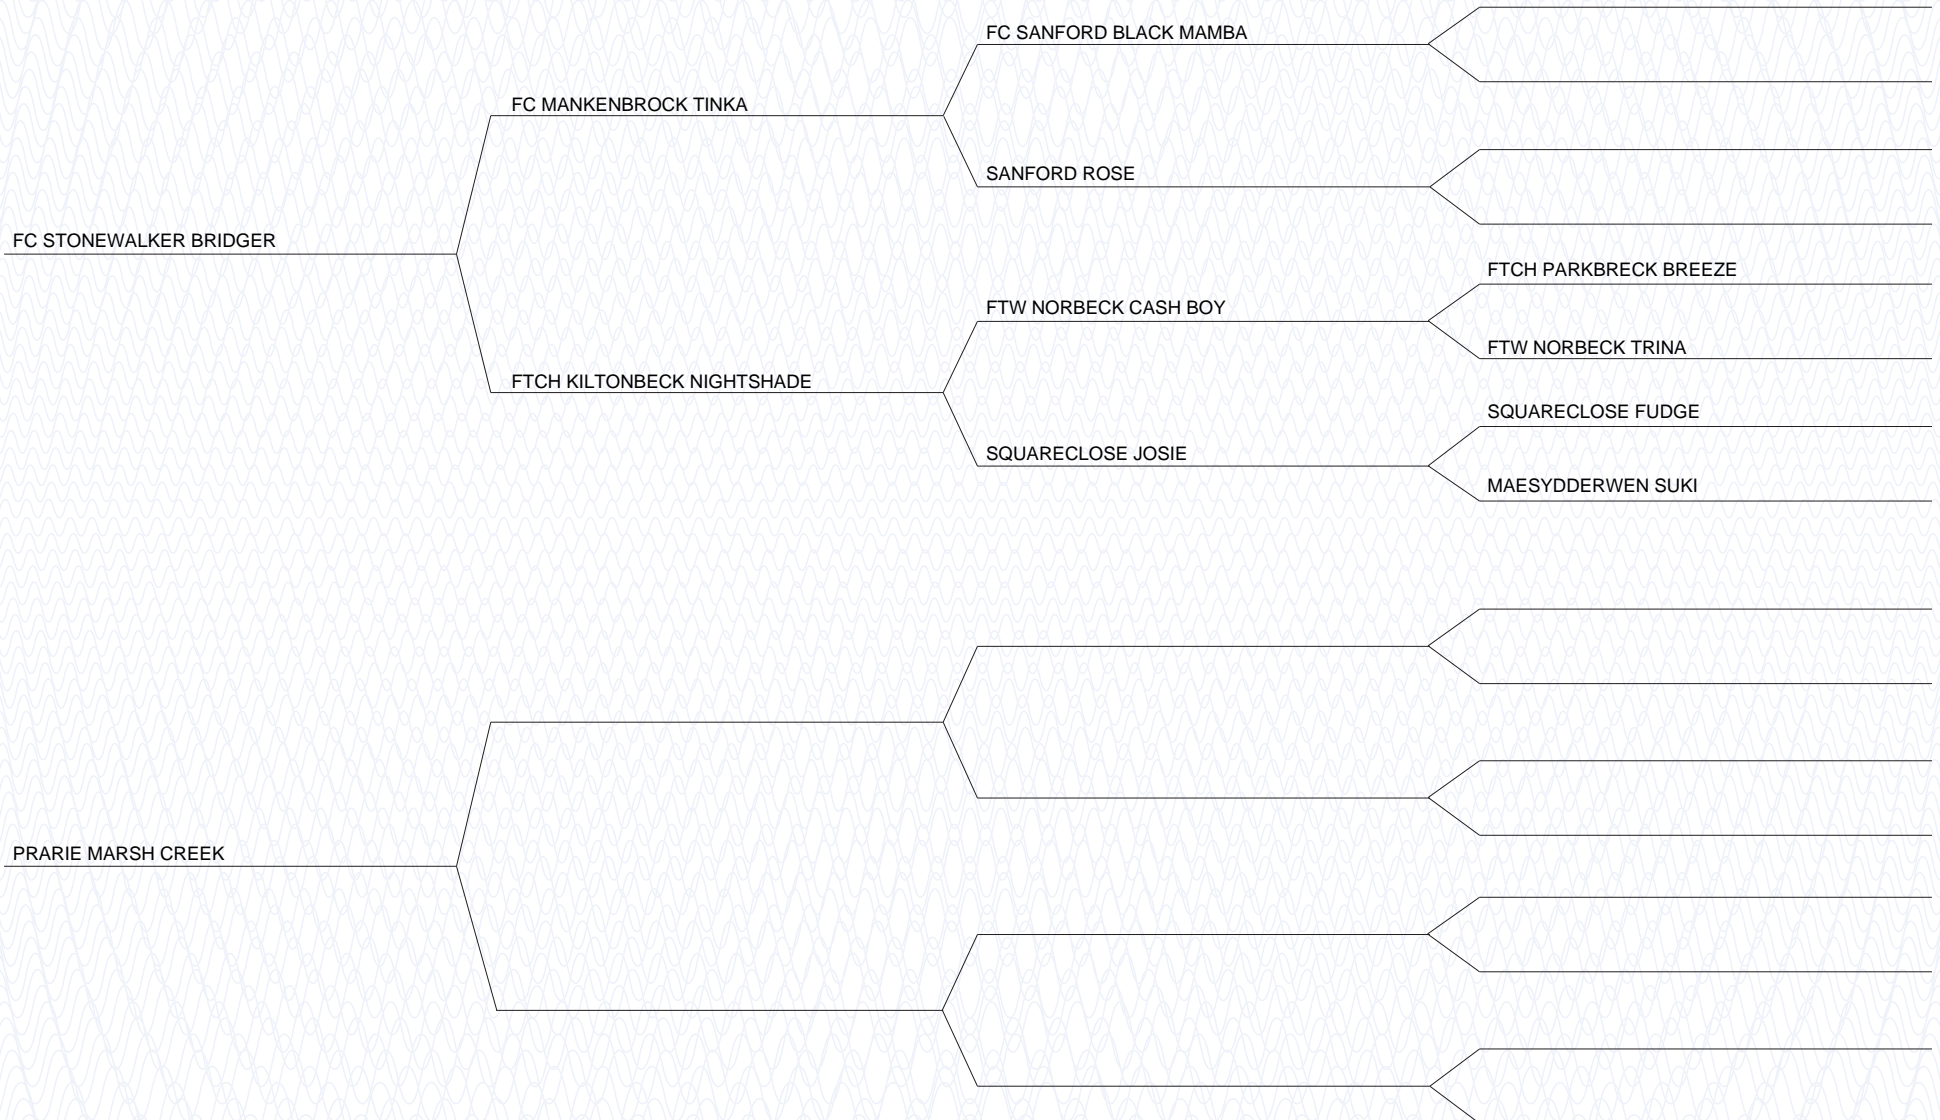 FC SANFORD BLACK MAMBA
FC MANKENBROCK TINKA
SANFORD ROSE
FC STONEWALKER BRIDGER
FTCH PARKBRECK BREEZE
FTW NORBECK CASH BOY
FTW NORBECK TRINA
FTCH KILTONBECK NIGHTSHADE
SQUARECLOSE FUDGE
SQUARECLOSE JOSIE
MAESYDDERWEN SUKI
PRARIE MARSH CREEK